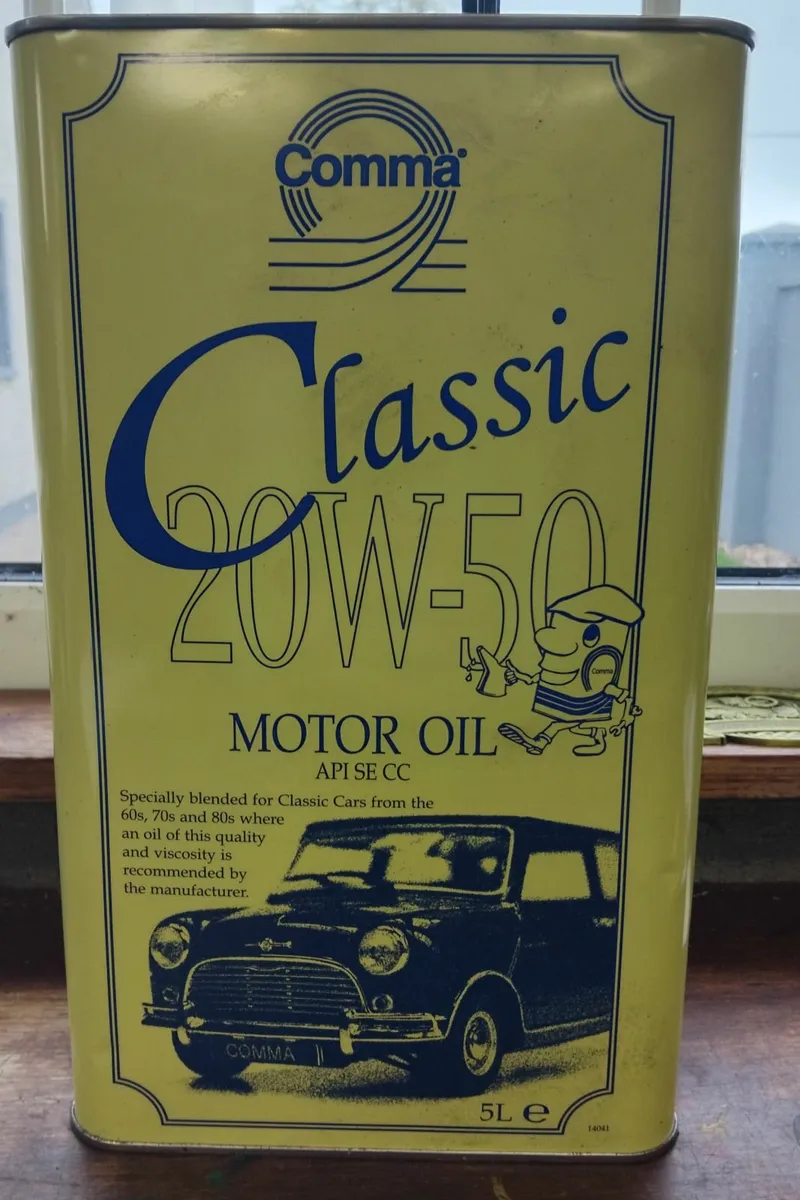 Comma
Classic
20W-50
Comma
MOTOR OIL
API SE CC
Specially blended for Classic Cars from the
60s, 70s and 80s where
an oil of this quality
and viscosity is
recommended by
the manufacturer.
COMMA
5L e
14041